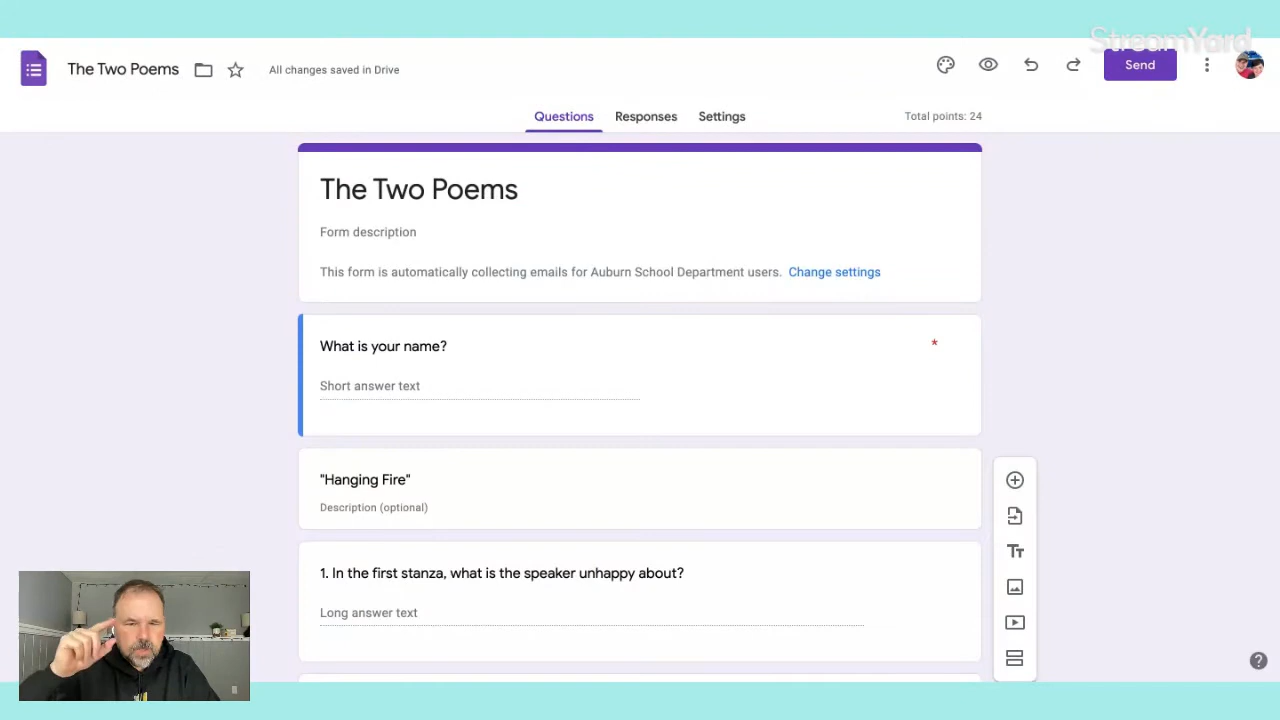 StreamYard
The Two Poems
All changes saved in Drive
Send
Questions
Responses
Settings
Total points: 24
The Two Poems
Form description
This form is automatically collecting emails for Auburn School Department users. Change settings
What is your name?
*
Short answer text
"Hanging Fire"
Description (optional)
1. In the first stanza, what is the speaker unhappy about?
Long answer text